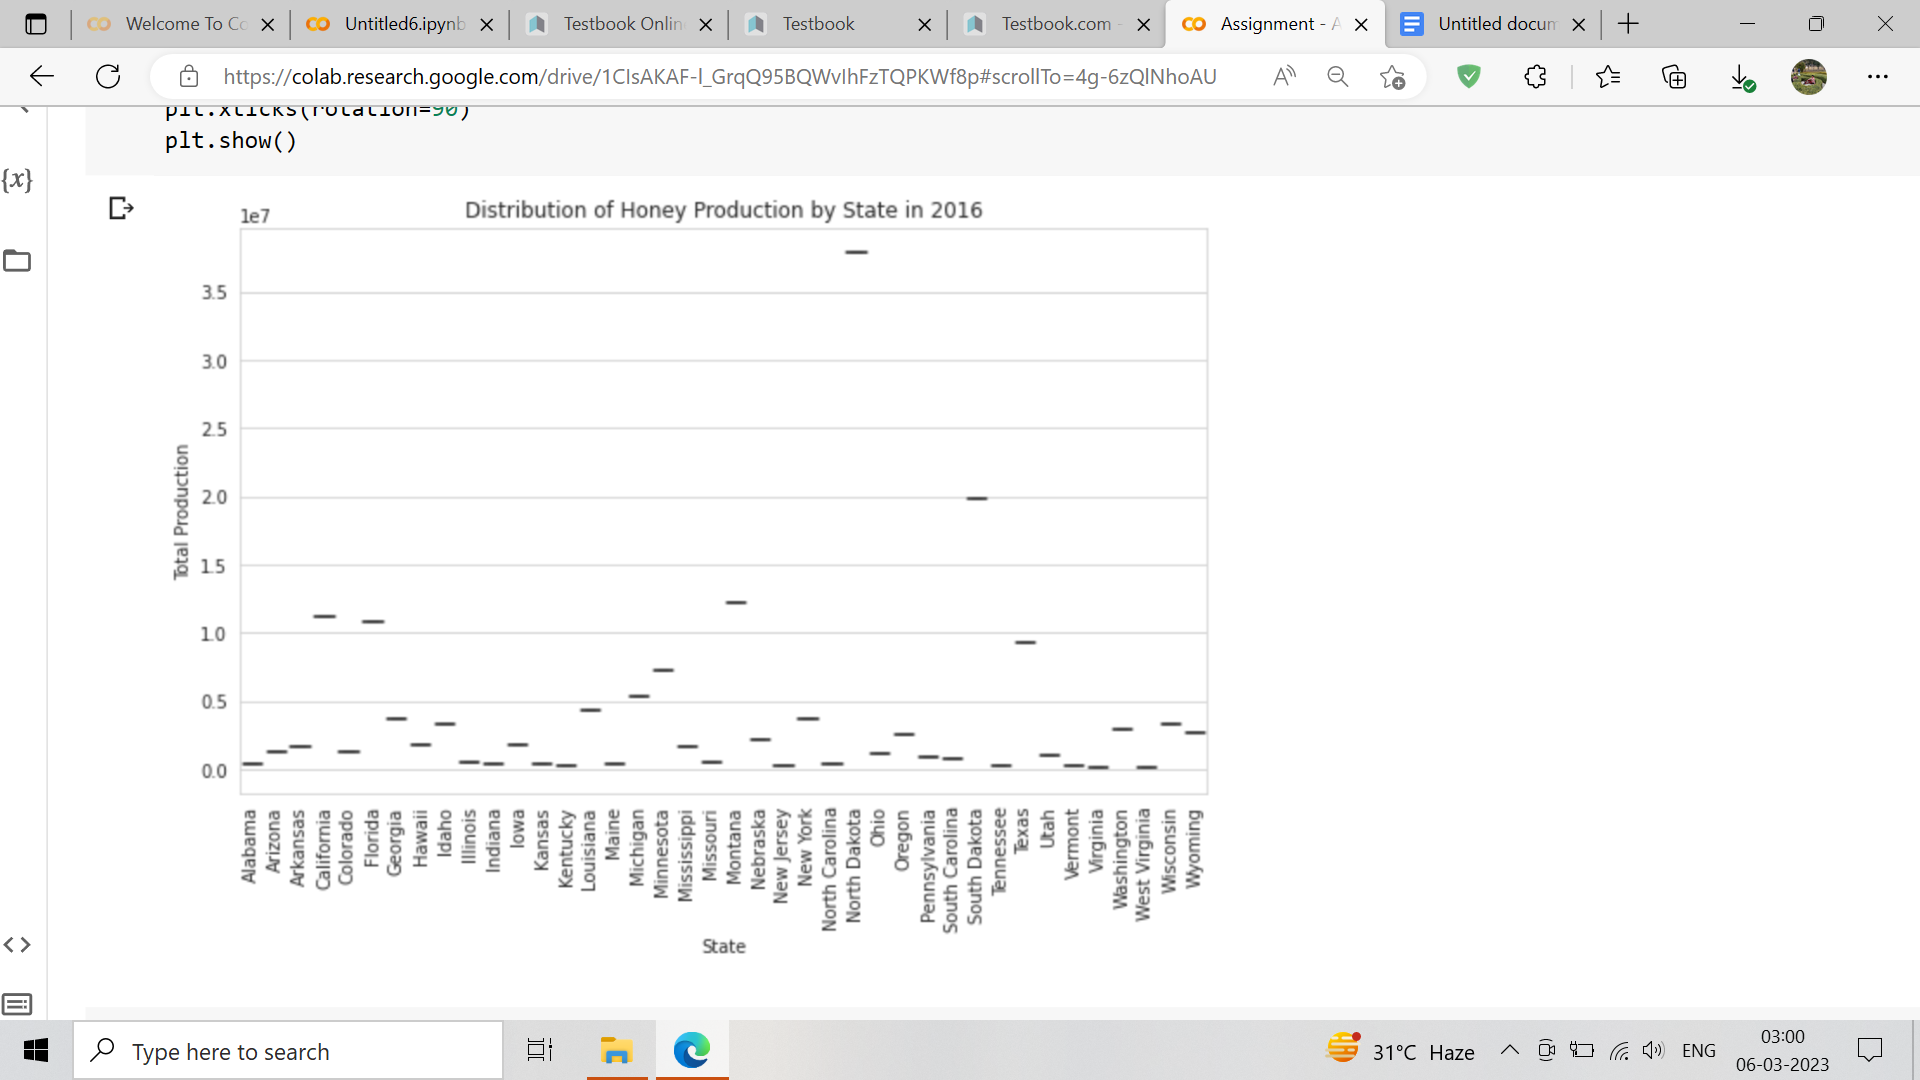 Welcome To Co
Untitled6.ipynb
Testbook Onlin
Testbook
Testbook.com -
Assignment - A
Untitled docum
https://colab.research.google.com/drive/1CIsAKAF-l_GrqQ95BQWvIhFzTQPKWf8p#scrollTo=4g-6zQlNhoAU
plt.xticks(rotation=90)
plt.show()
{x}
Distribution of Honey Production by State in 2016
1e7
3.5
3.0
2.5
2.0
1.5
1.0
0.5
0.0
Total Production
Alabama
Arizona
Arkansas
California
Colorado
Florida
Georgia
Hawaii
Idaho
Illinois
Indiana
Iowa
Kansas
Kentucky
Louisiana
Maine
Michigan
Minnesota
Mississippi
Missouri
Montana
Nebraska
New Jersey
New York
North Carolina
North Dakota
Ohio
Oregon
Pennsylvania
South Carolina
South Dakota
Tennessee
Texas
Utah
Vermont
Virginia
Washington
West Virginia
Wisconsin
Wyoming
State
Type here to search
31°C Haze
ENG
03:00
06-03-2023